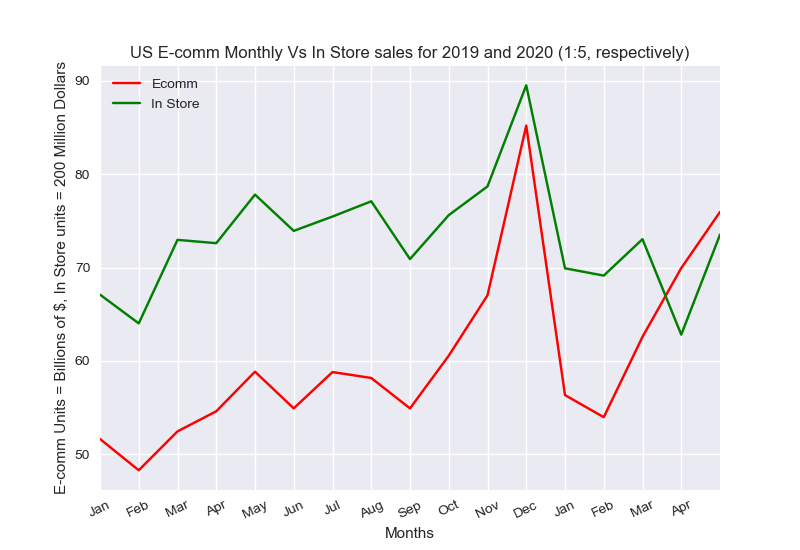 US E-comm Monthly Vs In Store sales for 2019 and 2020 (1:5, respectively)
E-comm Units = Billions of $, In Store units = 200 Million Dollars
Ecomm
In Store
90
80
70
60
50
Jan Feb Mar Apr May Jun Jul Aug Sep Oct Nov Dec Jan Feb Mar Apr
Months